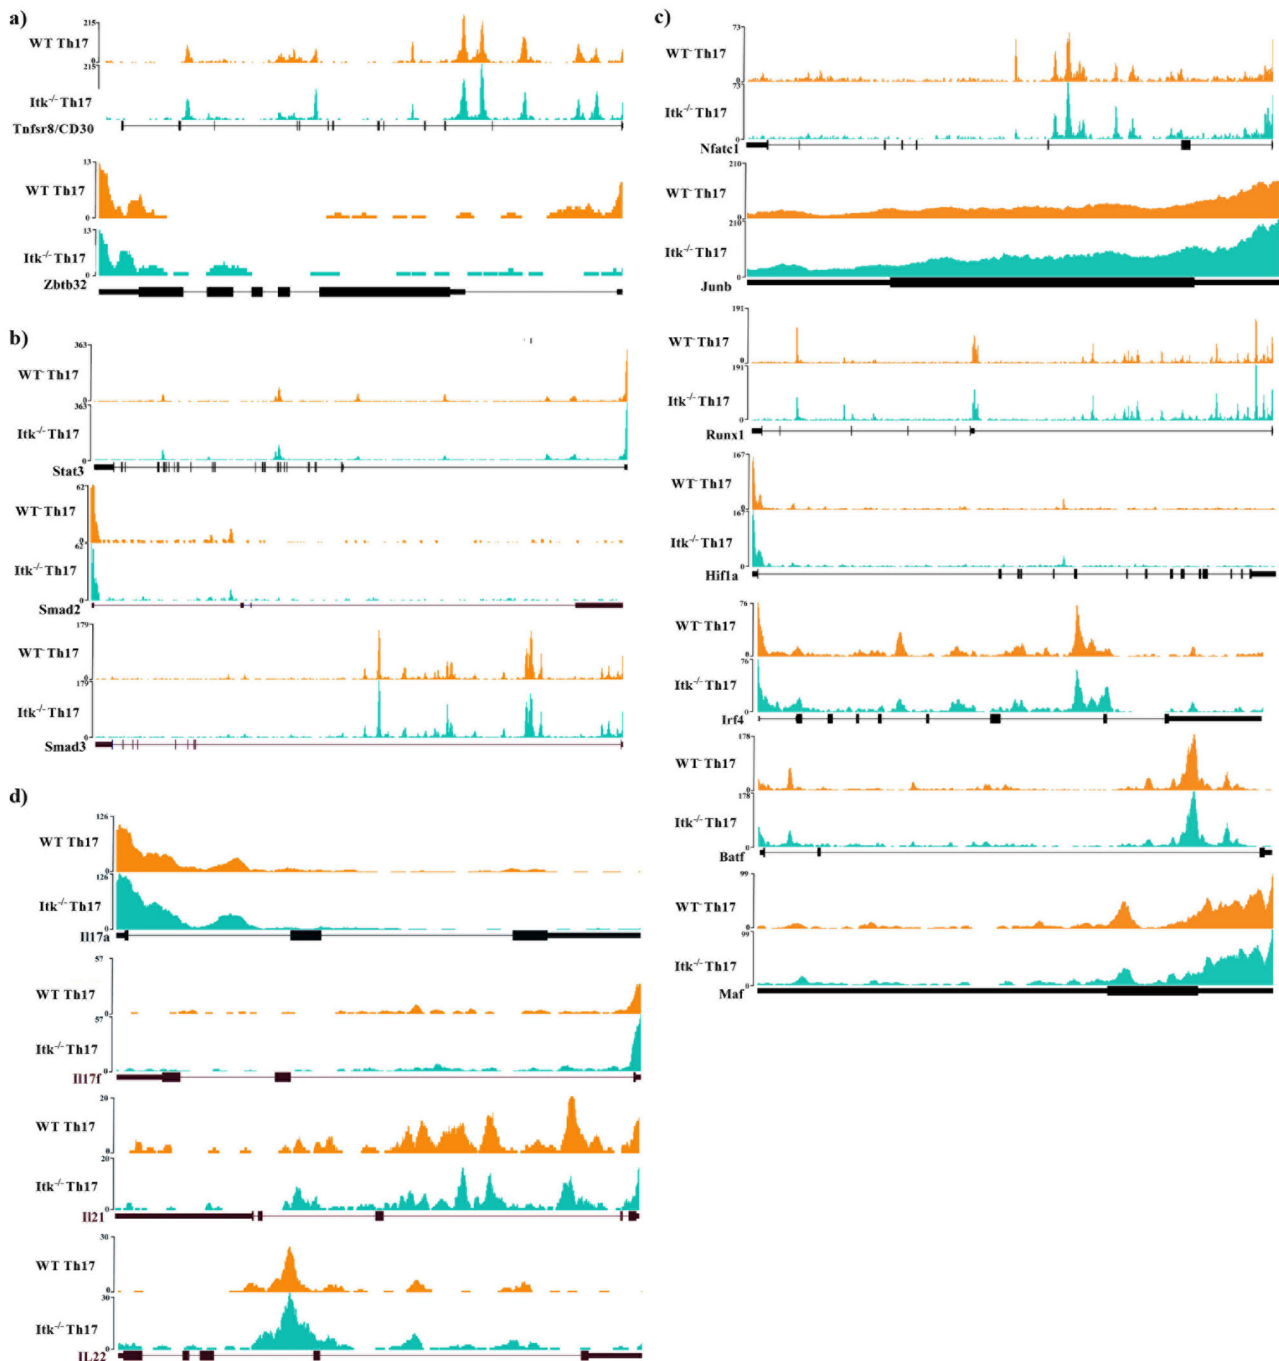 a)
215
WT Th17
0
215
Itk-/- Th17
0
Tnfsr8/CD30
13
WT Th17
0
13
Itk-/- Th17
0
Zbtb32
b)
363
WT Th17
0
363
Itk-/- Th17
0
Stat3
62
WT Th17
0
62
Itk-/- Th17
0
Smad2
179
WT Th17
0
179
Itk-/- Th17
0
Smad3
c)
73
WT Th17
0
73
Itk-/- Th17
0
Nfatc1
210
WT Th17
0
210
Itk-/- Th17
0
Junb
191
WT Th17
0
191
Itk-/- Th17
0
Runx1
167
WT Th17
0
167
Itk-/- Th17
0
Hif1a
76
WT Th17
0
76
Itk-/- Th17
0
Irf4
178
WT Th17
0
178
Itk-/- Th17
0
Batf
99
WT Th17
0
99
Itk-/- Th17
0
Maf
d)
126
WT Th17
0
126
Itk-/- Th17
0
Il17a
57
WT Th17
0
57
Itk-/- Th17
0
Il17f
20
WT Th17
0
20
Itk-/- Th17
0
Il21
30
WT Th17
0
30
Itk-/- Th17
0
IL22